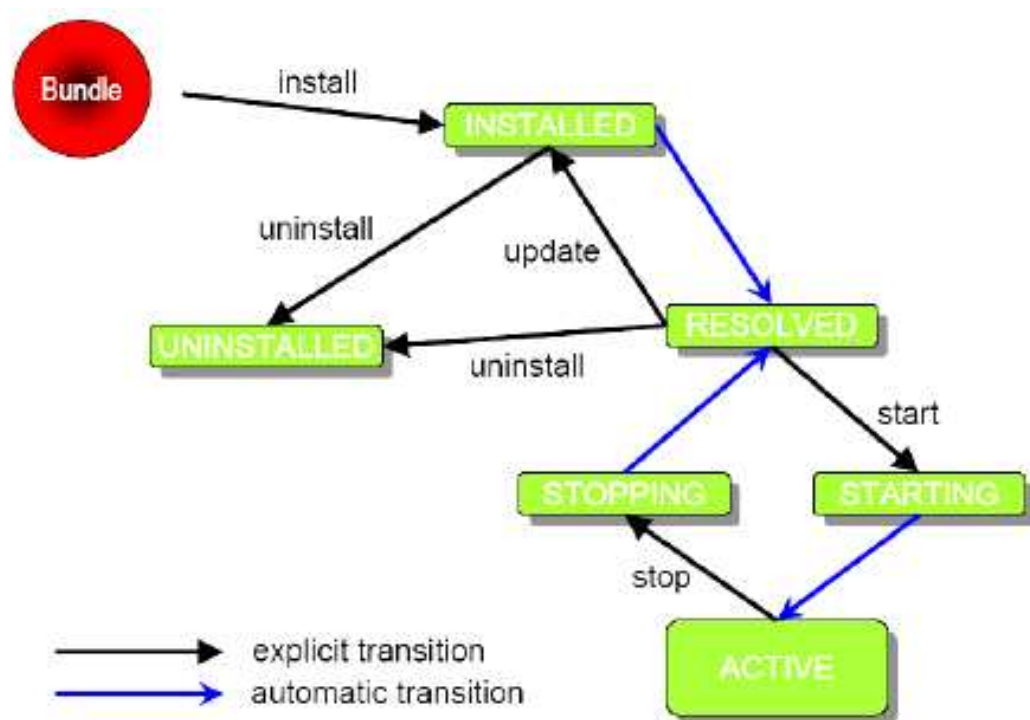 Bundle
install
INSTALLED
uninstall
update
RESOLVED
UNINSTALLED
uninstall
start
STOPPING
STARTING
stop
ACTIVE
explicit transition
automatic transition